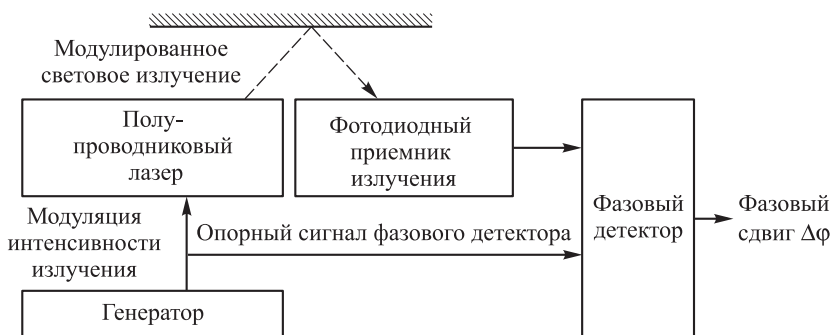 Модулированное
световое излучение
Полу-
проводниковый
лазер
Фотодиодный
приемник
излучения
Фазовый
детектор
Фазовый
сдвиг Δφ
Модуляция
интенсивности
излучения
Опорный сигнал фазового детектора
Генератор